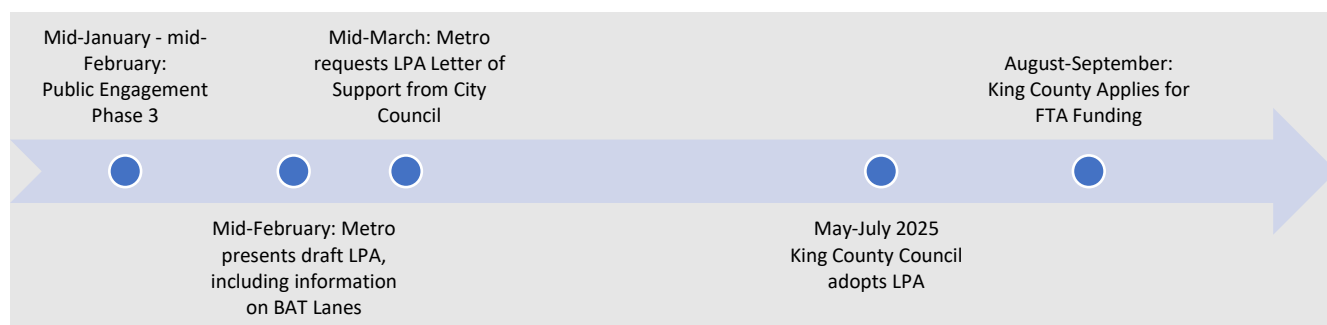 Mid-January - mid-
February:
Public Engagement
Phase 3
Mid-February: Metro
presents draft LPA,
including information
on BAT Lanes
Mid-March: Metro
requests LPA Letter of
Support from City
Council
May-July 2025
King County Council
adopts LPA
August-September:
King County Applies for
FTA Funding